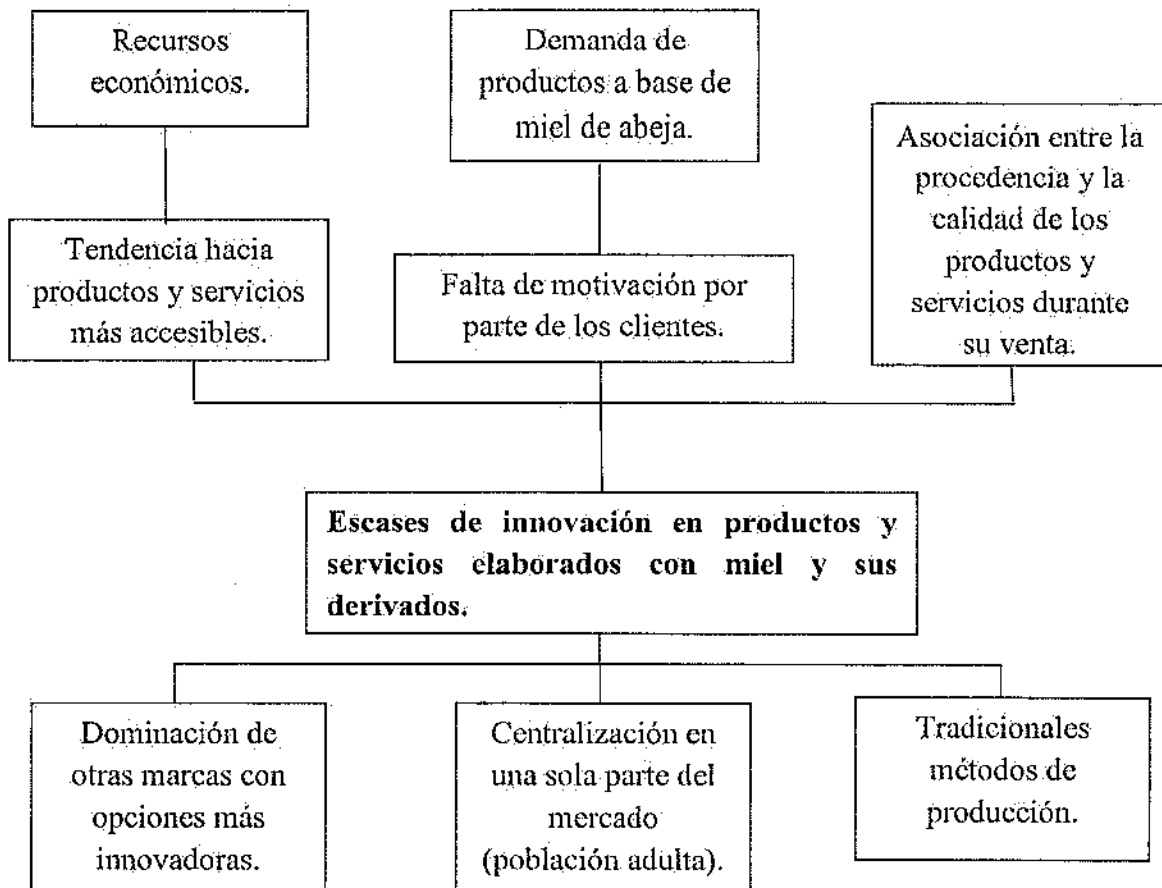 Recursos
económicos.
Demanda de
productos a base de
miel de abeja.
Asociación entre la
procedencia y la
calidad de los
productos y
servicios durante
su venta.
Tendencia hacia
productos y servicios
más accesibles.
Falta de motivación por
parte de los clientes.
Escases de innovación en productos y
servicios elaborados con miel y sus
derivados.
Dominación de
otras marcas con
opciones más
innovadoras.
Centralización en
una sola parte del
mercado
(población adulta).
Tradicionales
métodos de
producción.